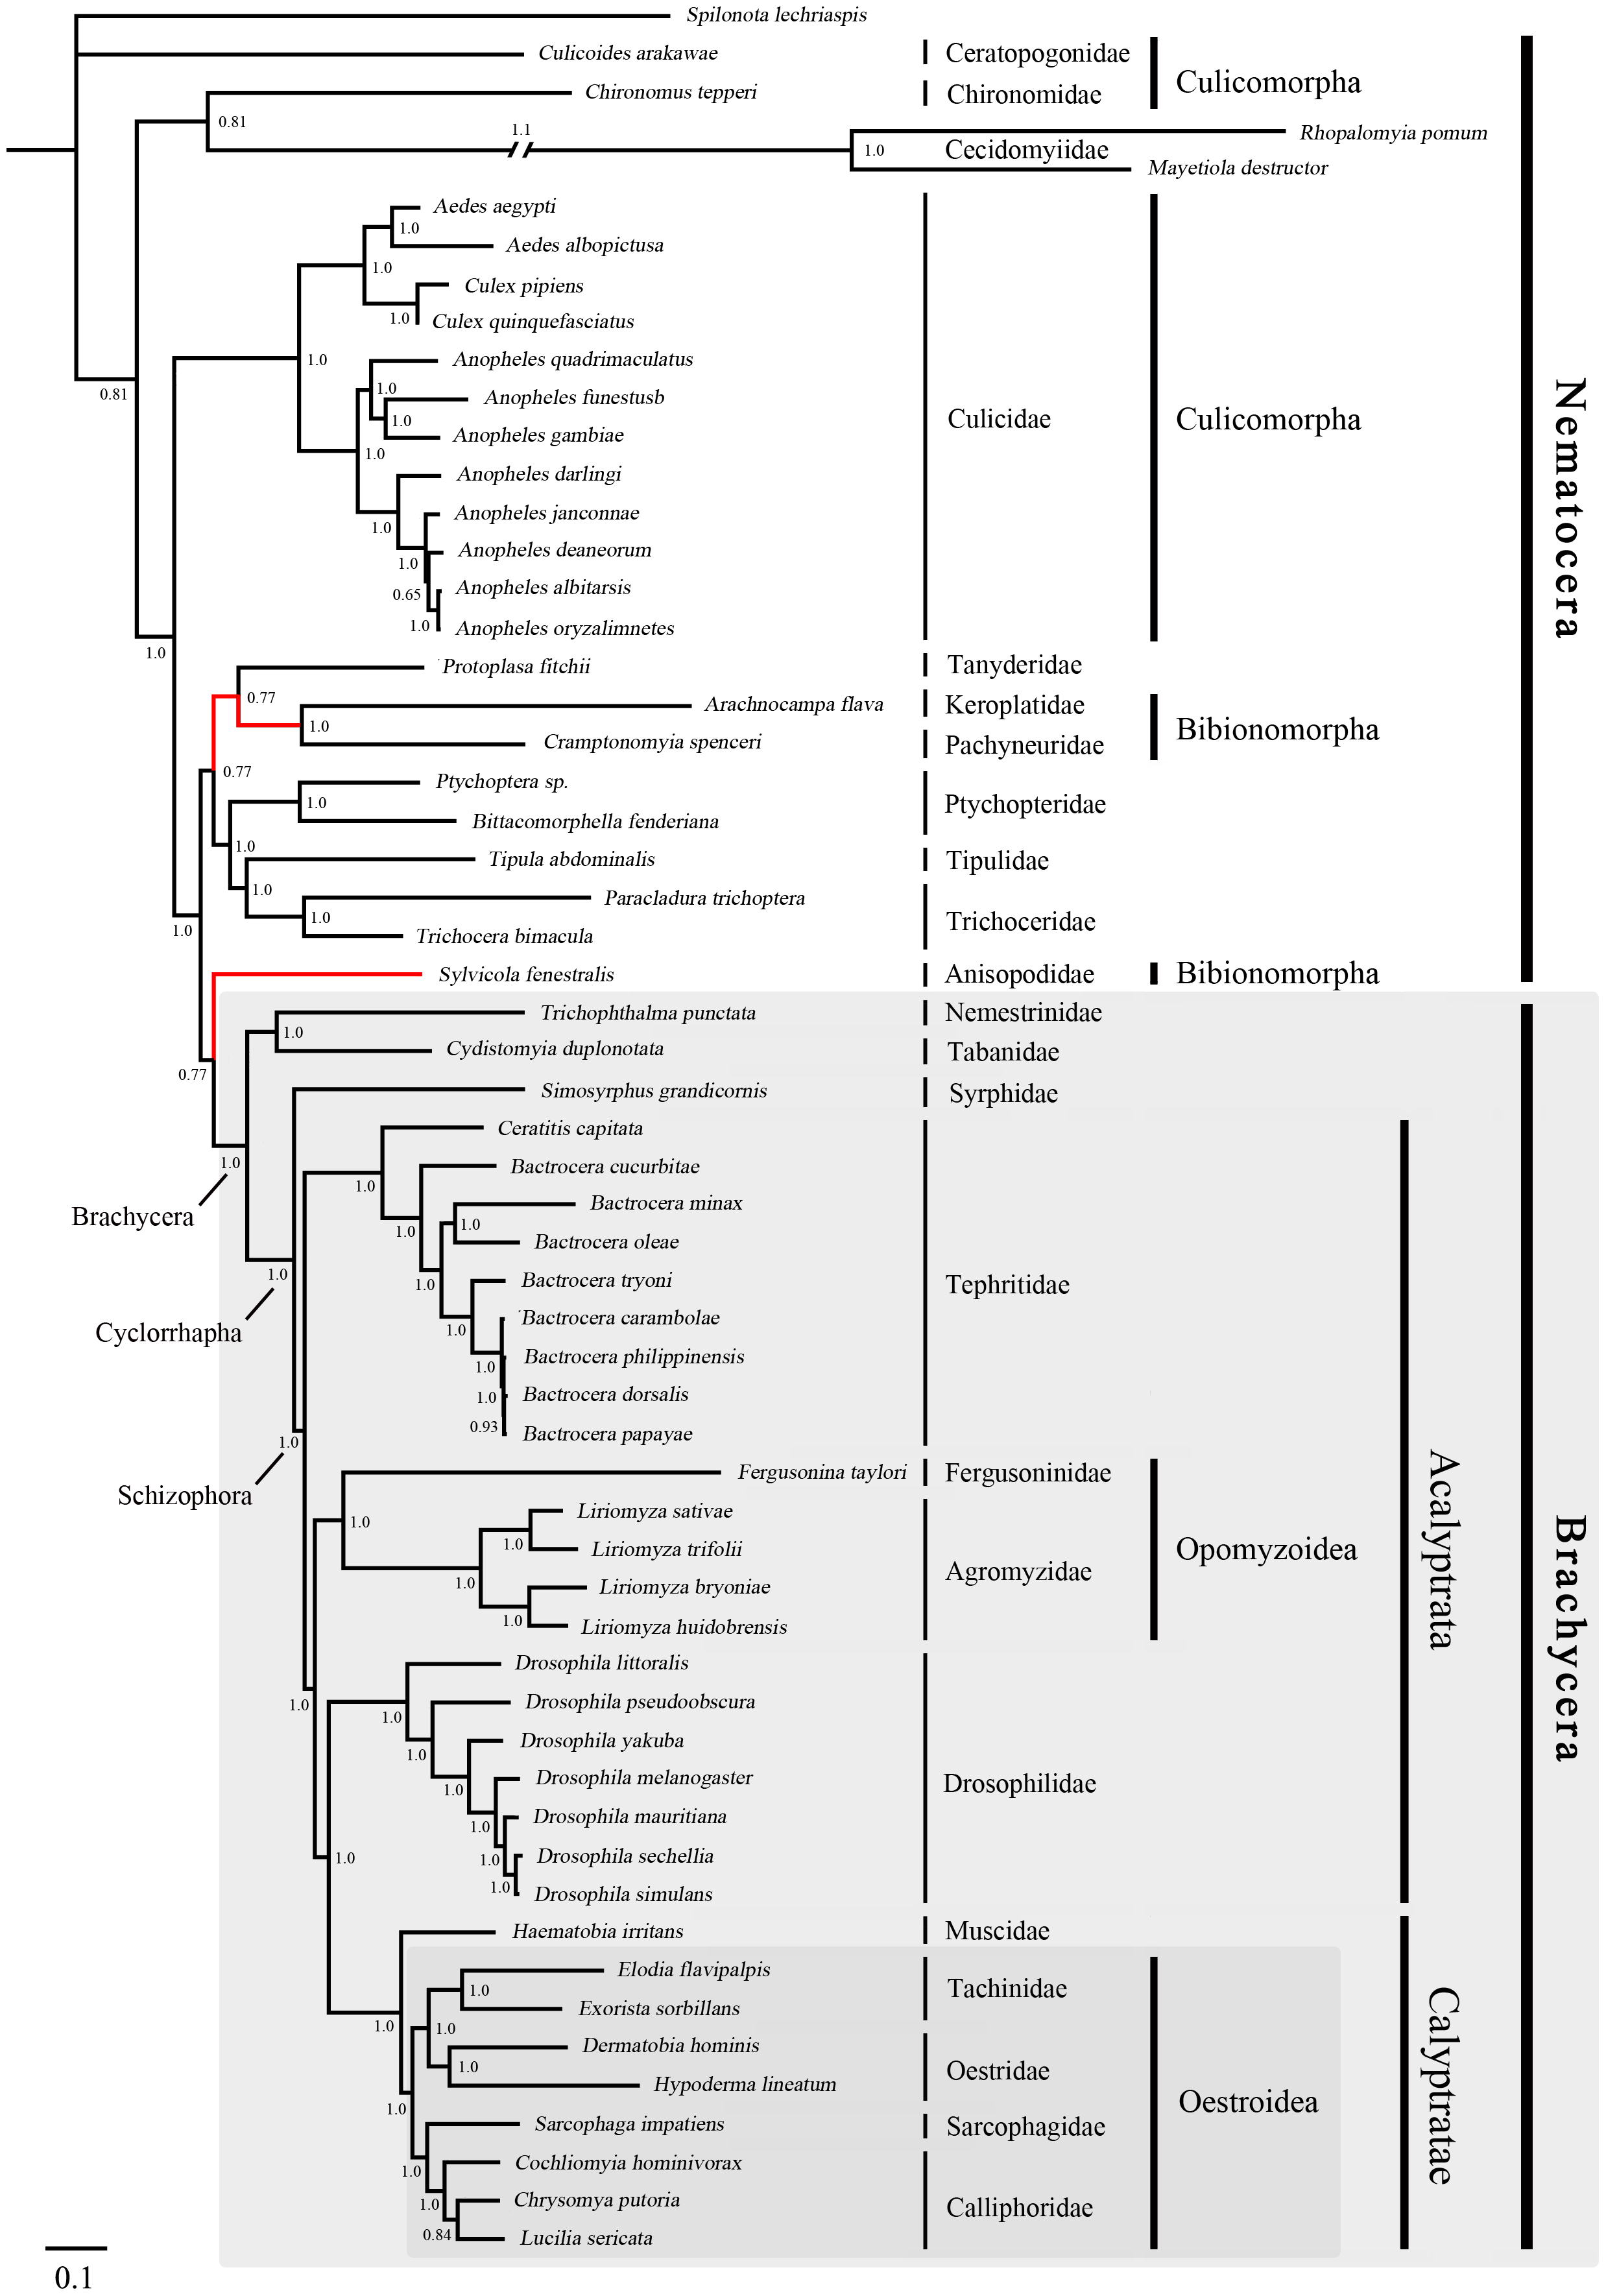 Spilonota lechriaspis
Culicoides arakawae
Ceratopogonidae
Culicomorpha
Chironomus tepperi
Chironomidae
0.81
1.1
Rhopalomyia pomum
1.0
Cecidomyiidae
Mayetiola destructor
Aedes aegypti
1.0
Aedes albopictusa
1.0
Culex pipiens
1.0
Culex quinquefasciatus
1.0
Anopheles quadrimaculatus
0.81
1.0
Anopheles funestusb
1.0
Culicidae
Culicomorpha
Nematocera
Anopheles gambiae
1.0
Anopheles darlingi
1.0
Anopheles janconnae
Anopheles deaneorum
1.0
Anopheles albitarsis
0.65
1.0
Anopheles oryzalimnetes
1.0
Protoplasa fitchii
Tanyderidae
0.77
Arachnocampa flava
Keroplatidae
1.0
Bibionomorpha
Cramptonomyia spenceri
Pachyneuridae
0.77
Ptychoptera sp.
1.0
Ptychopteridae
Bittacomorphella fenderiana
1.0
Tipula abdominalis
Tipulidae
1.0
Paracladura trichoptera
1.0
Trichoceridae
1.0
Trichocera bimacula
Sylvicola fenestralis
Anisopodidae
Bibionomorpha
Trichophthalma punctata
Nemestrinidae
1.0
Cydistomyia duplonotata
Tabanidae
0.77
Simosyrphus grandicornis
Syrphidae
Ceratitis capitata
1.0
Bactrocera cucurbitae
1.0
Brachycera
Bactrocera minax
1.0
1.0
Bactrocera oleae
1.0
Bactrocera tryoni
1.0
Tephritidae
Cyclorrhapha
Bactrocera carambolae
1.0
Bactrocera philippinensis
1.0
Bactrocera dorsalis
1.0
Bactrocera papayae
0.93
1.0
Schizophora
Fergusonina taylori
Fergusoninidae
Liriomyza sativae
1.0
1.0
Liriomyza trifolii
Opomyzoidea
Acalyptrata
Brachycera
1.0
Agromyzidae
Liriomyza bryoniae
1.0
Liriomyza huidobrensis
Drosophila littoralis
1.0
1.0
Drosophila pseudoobscura
1.0
Drosophila yakuba
1.0
Drosophila melanogaster
Drosophilidae
1.0
Drosophila mauritiana
1.0
1.0
Drosophila sechellia
1.0
Drosophila simulans
Haematobia irritans
Muscidae
1.0
Elodia flavipalpis
1.0
Tachinidae
Exorista sorbillans
1.0
Dermatobia hominis
1.0
Oestridae
Hypoderma lineatum
1.0
Oestroidea
Calyptratae
Sarcophaga impatiens
Sarcophagidae
1.0
Cochliomyia hominivorax
1.0
Chrysomya putoria
Calliphoridae
0.84
Lucilia sericata
0.1